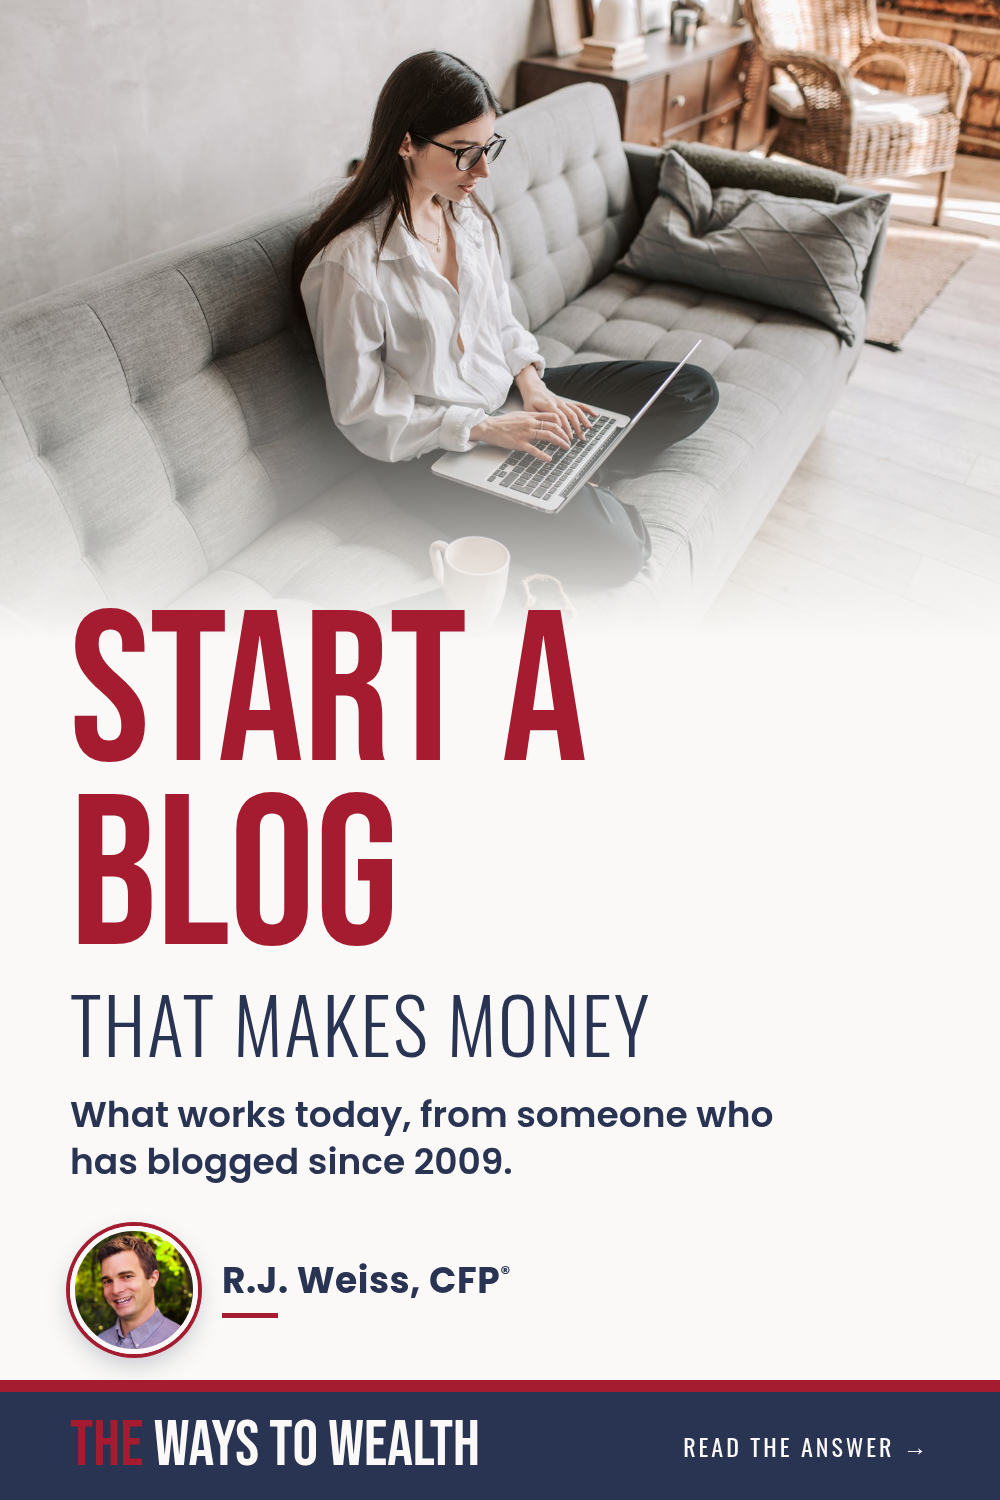 START A
BLOG
THAT MAKES MONEY
What works today, from someone who
has blogged since 2009.
R.J. Weiss, CFP®
THE WAYS TO WEALTH
READ THE ANSWER →